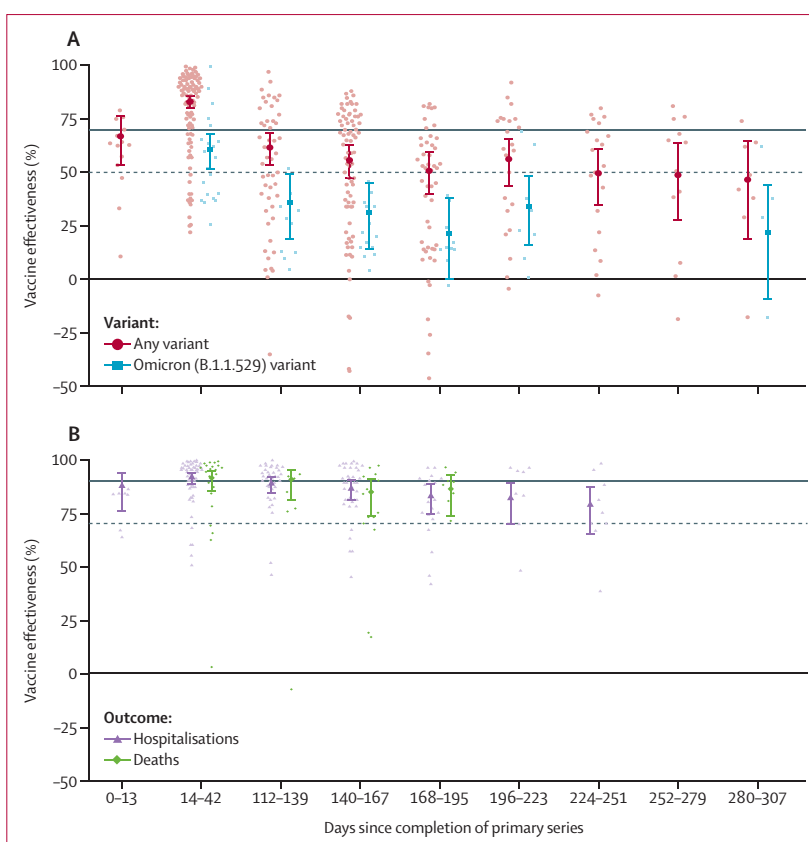 A
100
75
50
25
0
−25
−50
Vaccine effectiveness (%)
Variant:
Any variant
Omicron (B.1.1.529) variant
B
100
90
75
50
25
0
−25
−50
Vaccine effectiveness (%)
Outcome:
Hospitalisations
Deaths
0–13 14–42 112–139 140–167 168–195 196–223 224–251 252–279 280–307
Days since completion of primary series